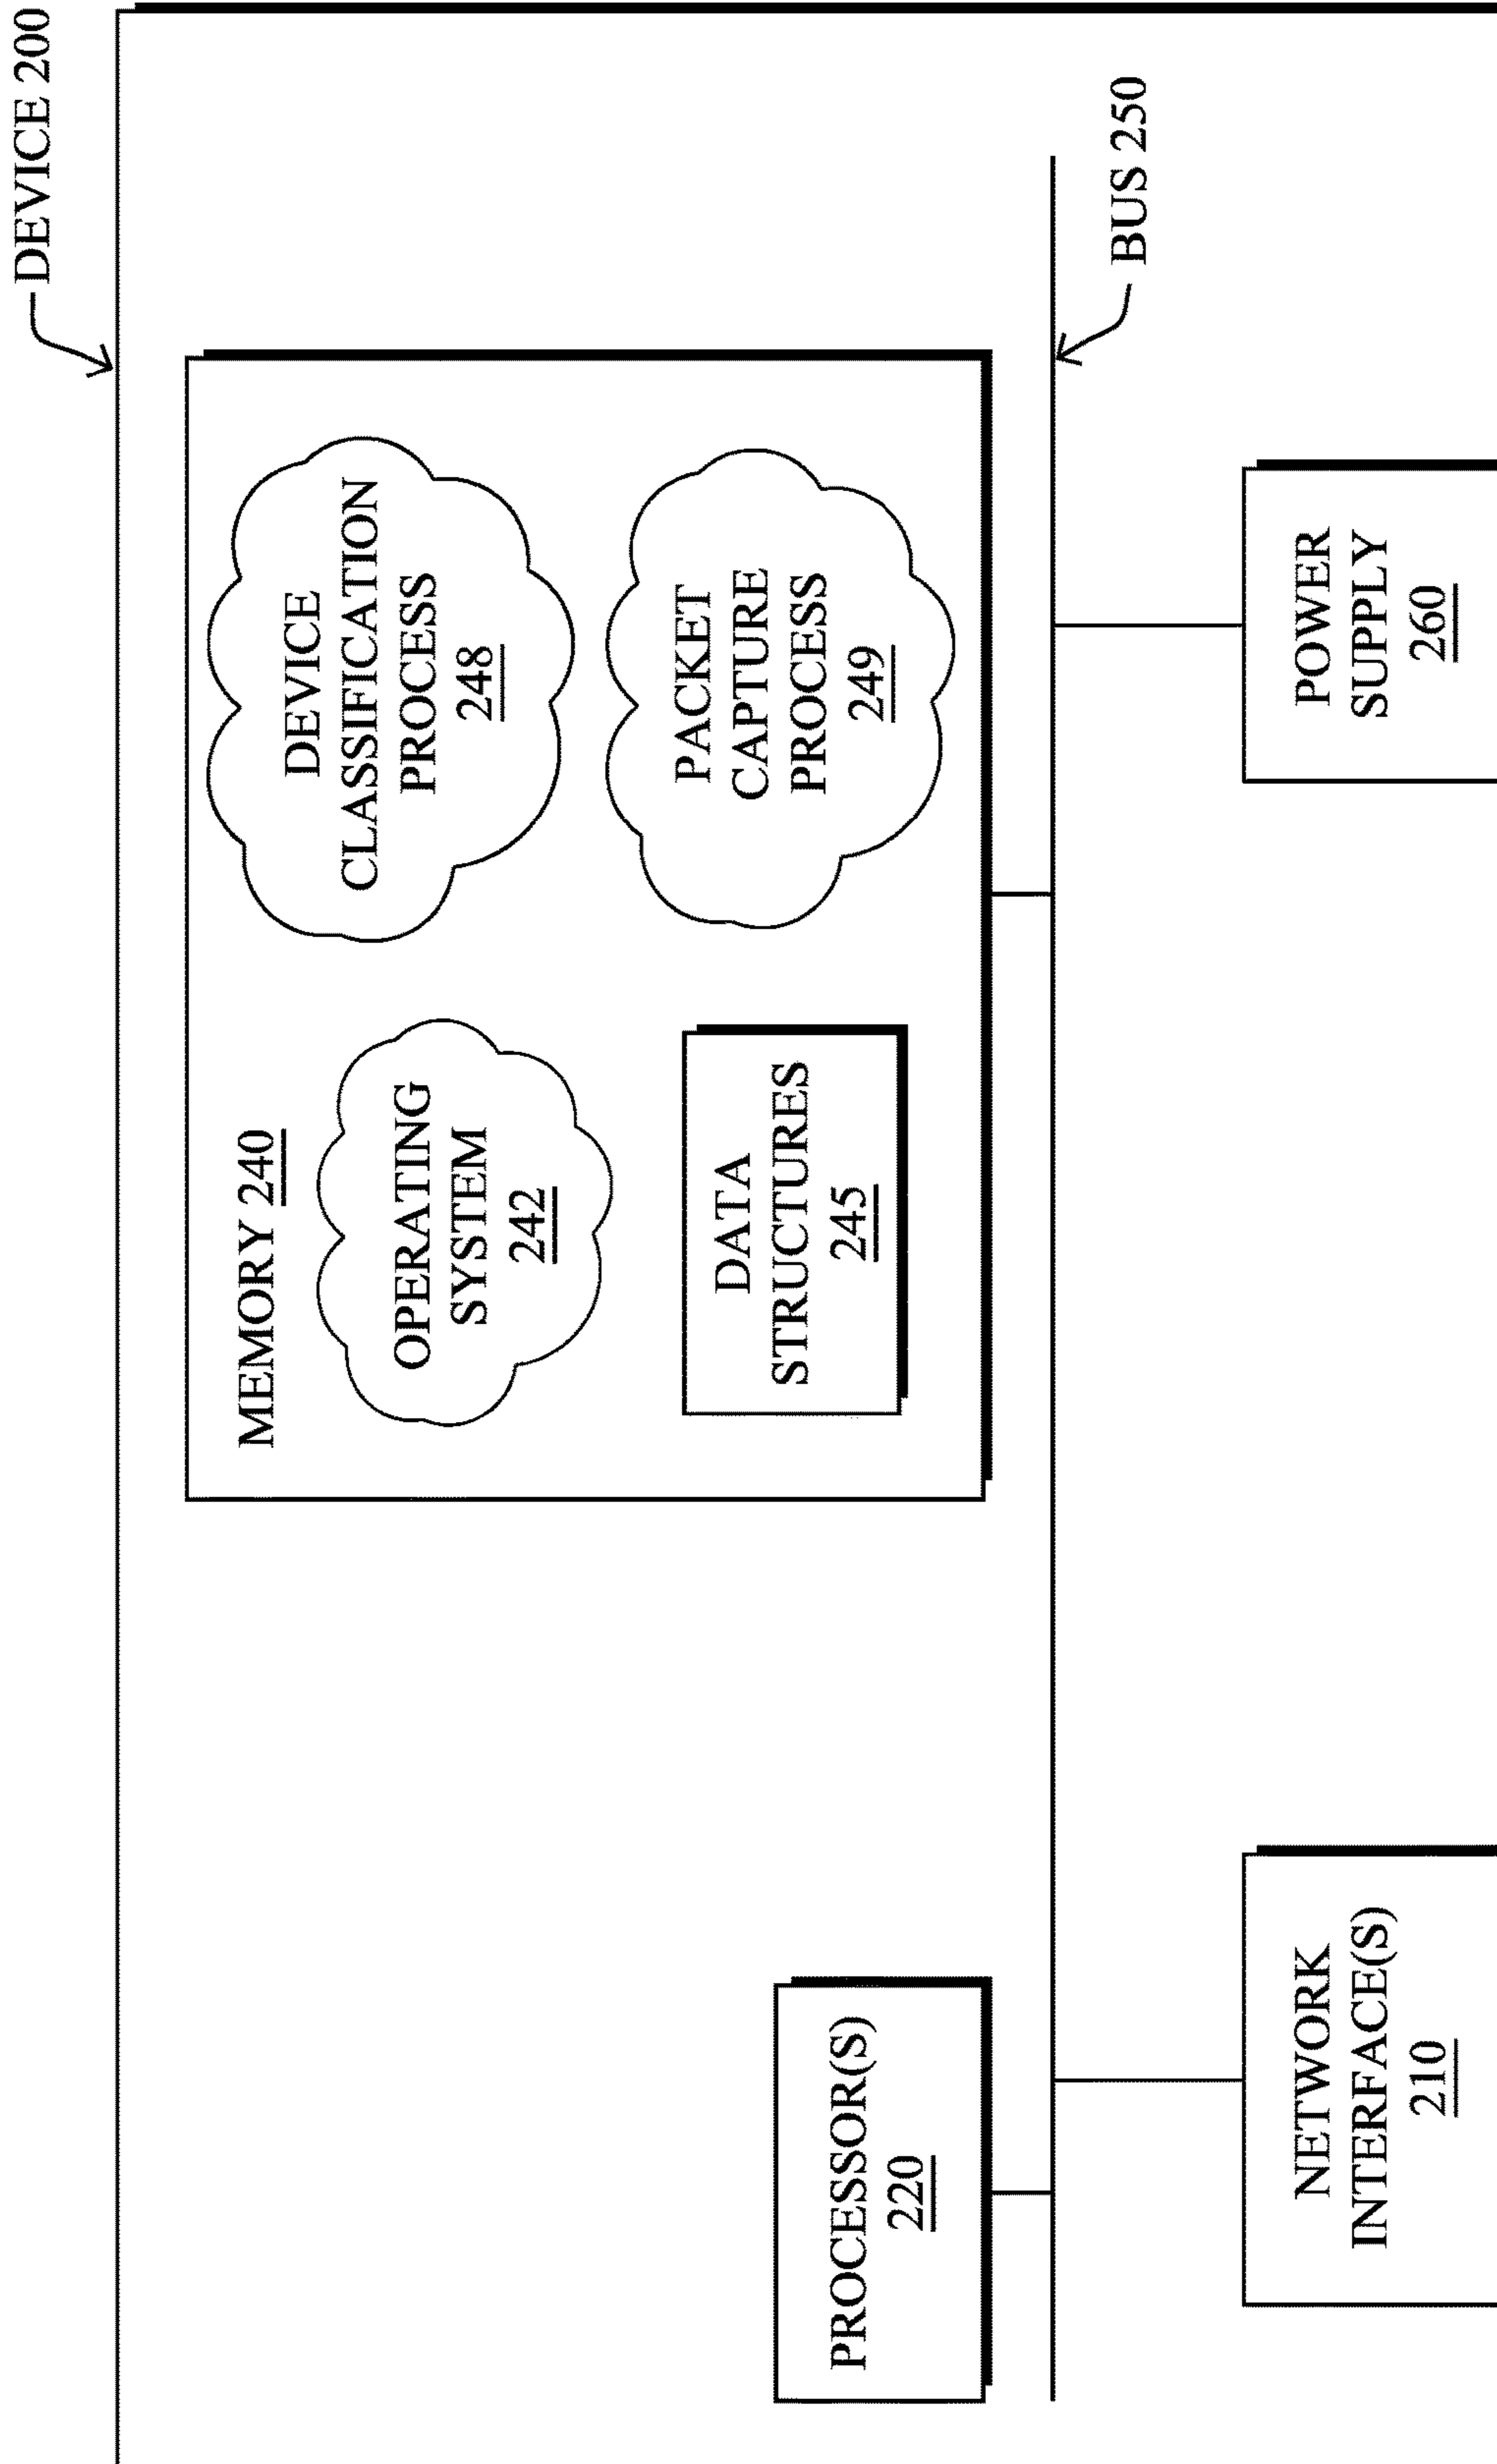 DEVICE 200
MEMORY 240
OPERATING
SYSTEM
242
DATA
STRUCTURES
245
DEVICE
CLASSIFICATION
PROCESS
248
PACKET
CAPTURE
PROCESS
249
PROCESSOR(S)
220
BUS 250
NETWORK
INTERFACE(S)
210
POWER
SUPPLY
260